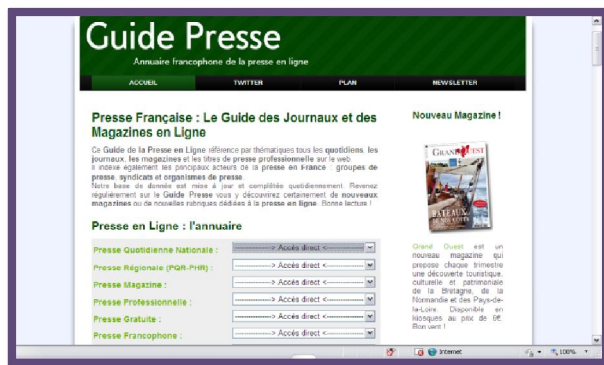 Guide Presse
Annuaire francophone de la presse en ligne
ACCUEIL TWITTER PLAN NEWSLETTER
Presse Française : Le Guide des Journaux et des
Magazines en Ligne
Ce Guide de la Presse en Ligne référence par thématiques tous les quotidiens, les
journaux, les magazines et les titres de presse professionnelle sur le web.
Il indexe également les principaux acteurs de la presse en France : groupes de
presse, syndicats et organismes de presse.
Notre base de donnée est mise à jour et complétés quotidiennement. Revenez
régulièrement sur le Guide Presse vous y découvrirez certainement de nouveaux
magazines ou de nouvelles rubriques dédiées à la presse en ligne. Bonne lecture !
Presse en Ligne : l'annuaire
Presse Quotidienne Nationale : ---------------> Accès direct <---------------
Presse Régionale (PQR-PHR) : ---------------> Accès direct <---------------
Presse Magazine : ---------------> Accès direct <---------------
Presse Professionnelle : ---------------> Accès direct <---------------
Presse Gratuite : ---------------> Accès direct <---------------
Presse Francophone : ---------------> Accès direct <---------------
Nouveau Magazine !
GRAND OUEST
BATEAUX
Grand Ouest est un
nouveau magazine qui
propose chaque trimestre
une découverte touristique,
culturelle et patrimoniale
de la Bretagne, de la
Normandie et des Pays-de-
la-Loire. Disponible en
kiosques au prix de 6€.
Bon vent !
Internet 100%